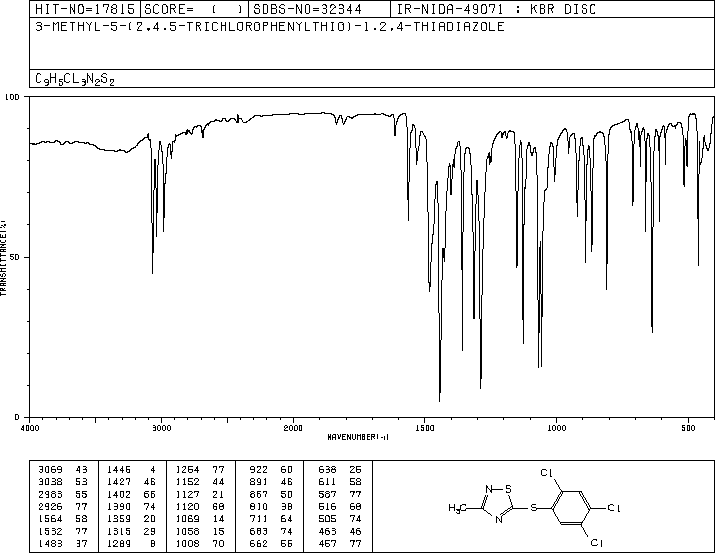 HIT-NO=17815 SCORE= ( ) SDBS-NO=32344 IR-NIDA-49071 : KBR DISC
3-METHYL-5-(2,4,5-TRICHLOROPHENYLTHIO)-1,2,4-THIADIAZOLE
C9H5CL3N2S2
100
50
0
TRANSMITTANCE(%)
4000 3000 2000 1500 1000 500
WAVENUMBER(-1)
3069 43 1446 4 1254 77 922 60 638 26
3038 53 1427 46 1152 44 891 46 611 58
2983 55 1402 66 1127 21 867 50 587 77
2926 77 1390 74 1120 68 810 38 516 68
1564 58 1359 20 1069 14 711 64 505 74
1532 77 1315 29 1058 15 683 74 463 46
1483 37 1289 8 1008 70 662 56 457 77
Cl
N S
H3C S Cl
N
Cl